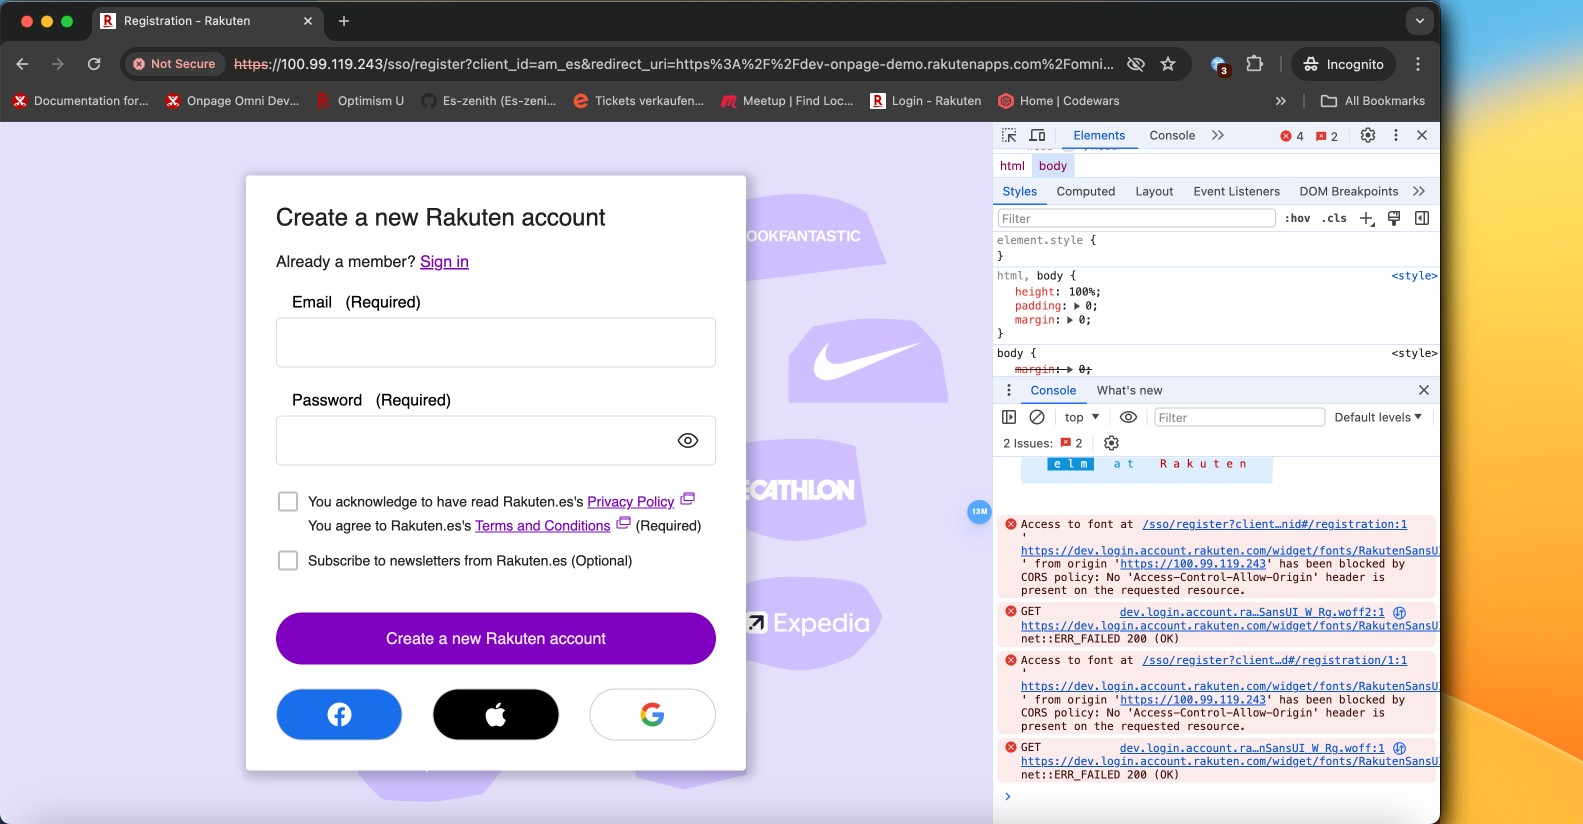 Registration - Rakuten
Not Secure
https://100.99.119.243/sso/register?client_id=am_es&redirect_uri=https%3A%2F%2Fdev-onpage-demo.rakutenapps.com%2Fomni...
3
Incognito
Documentation for...
Onpage Omni Dev...
Optimism U
Es-zenith (Es-zeni...
Tickets verkaufen...
Meetup | Find Loc...
Login - Rakuten
Home | Codewars
All Bookmarks
Create a new Rakuten account
Already a member? Sign in
Email (Required)
Password (Required)
You acknowledge to have read Rakuten.es's Privacy Policy
You agree to Rakuten.es's Terms and Conditions (Required)
Subscribe to newsletters from Rakuten.es (Optional)
Create a new Rakuten account
OOKFANTASTIC
ECATHLON
Expedia
13M
Elements Console 4 2
html body
Styles Computed Layout Event Listeners DOM Breakpoints
Filter :hov .cls
element.style {
}
html, body { <style>
height: 100%;
padding: 0;
margin: 0;
}
body { <style>
margin: 0;
Console What's new
top Filter Default levels
2 Issues: 2
elm at Rakuten
Access to font at /sso/register?client…nid#/registration:1
'
https://dev.login.account.rakuten.com/widget/fonts/RakutenSansUI
' from origin 'https://100.99.119.243' has been blocked by
CORS policy: No 'Access-Control-Allow-Origin' header is
present on the requested resource.
GET dev.login.account.ra…SansUI_W_Rg.woff2:1
https://dev.login.account.rakuten.com/widget/fonts/RakutenSansUI
net::ERR_FAILED 200 (OK)
Access to font at /sso/register?client…d#/registration/1:1
'
https://dev.login.account.rakuten.com/widget/fonts/RakutenSansUI
' from origin 'https://100.99.119.243' has been blocked by
CORS policy: No 'Access-Control-Allow-Origin' header is
present on the requested resource.
GET dev.login.account.ra…nSansUI_W_Rg.woff:1
https://dev.login.account.rakuten.com/widget/fonts/RakutenSansUI
net::ERR_FAILED 200 (OK)